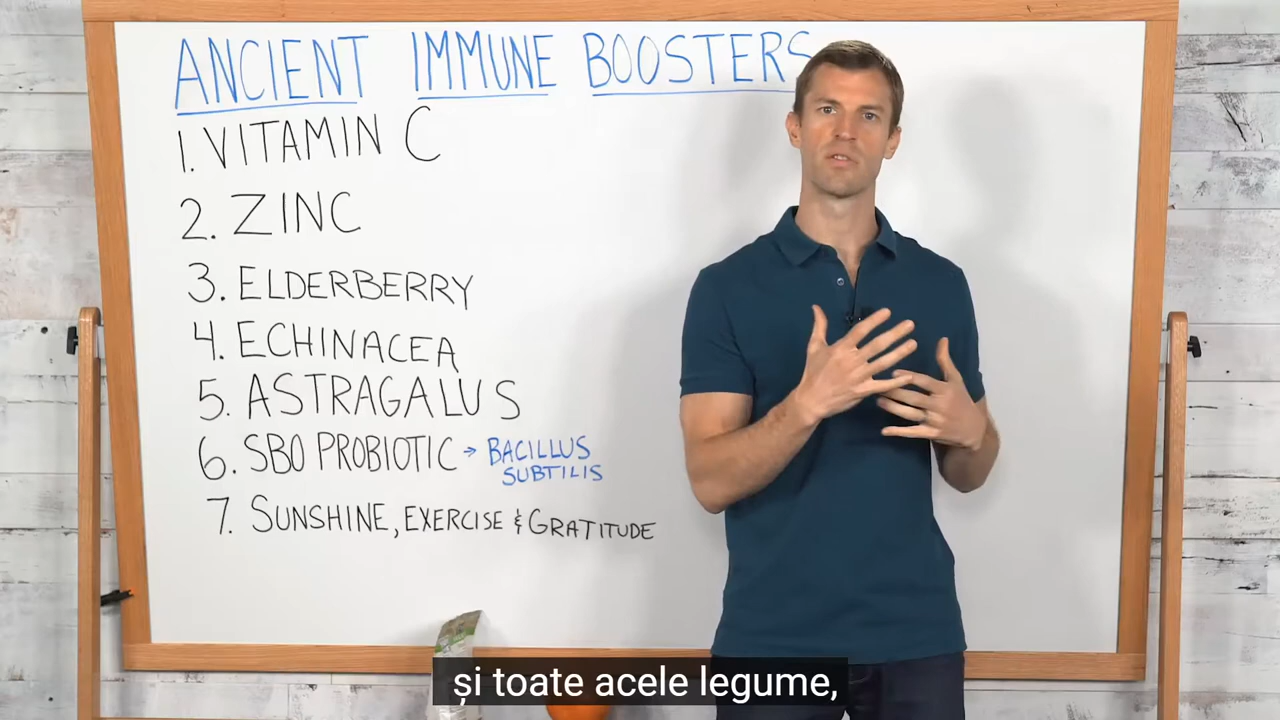 ANCIENT IMMUNE BOOSTERS
1. VITAMIN C
2. ZINC
3. ELDERBERRY
4. ECHINACEA
5. ASTRAGALUS
6. SBO PROBIOTIC → BACILLUS
SUBTILIS
7. SUNSHINE, EXERCISE & GRATITUDE
și toate acele legume,